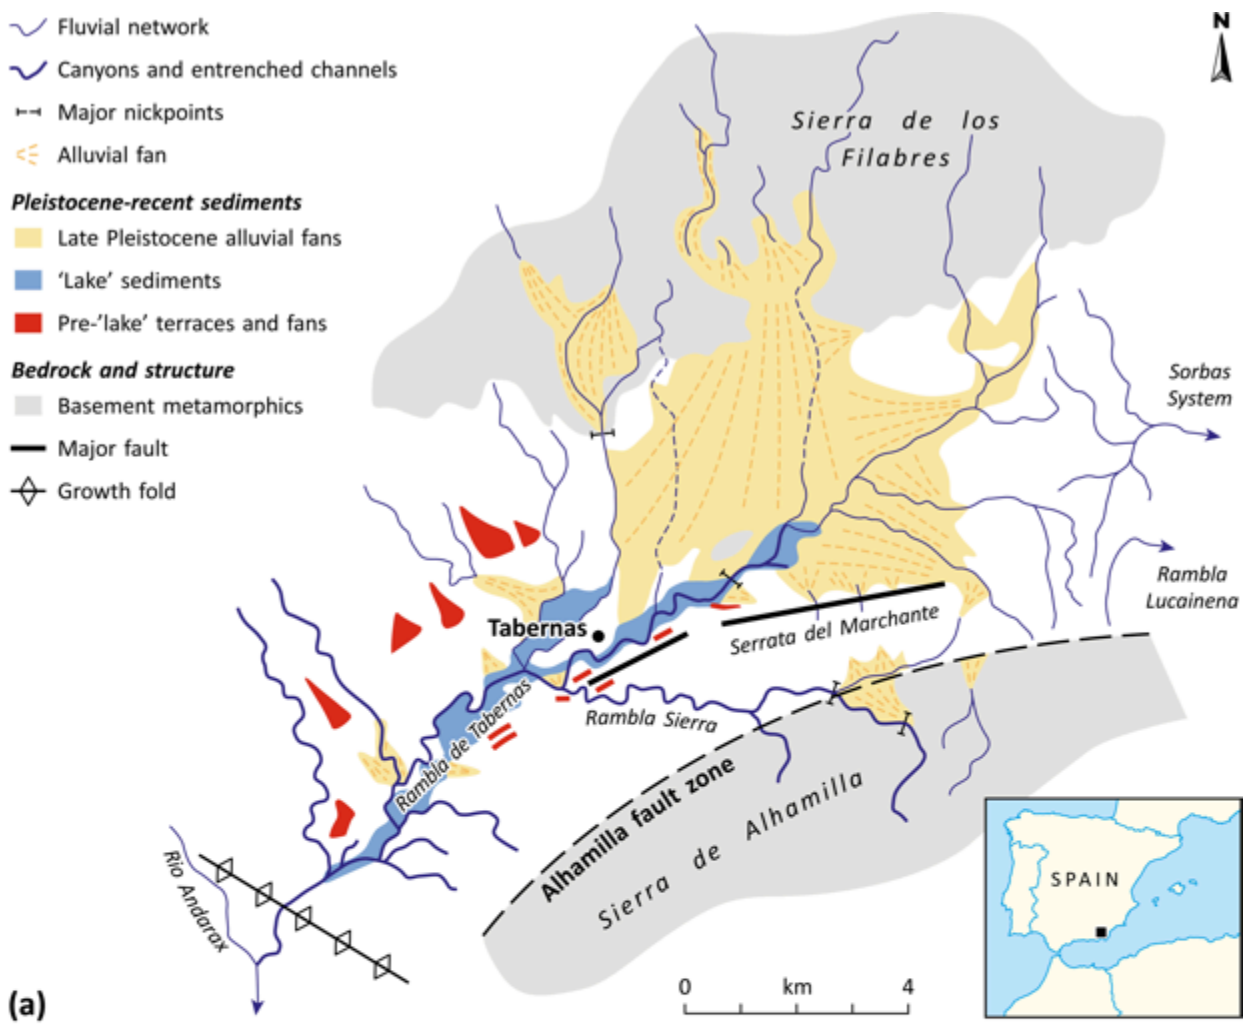 Fluvial network
Canyons and entrenched channels
Major nickpoints
Alluvial fan
Pleistocene-recent sediments
Late Pleistocene alluvial fans
‘Lake’ sediments
Pre-‘lake’ terraces and fans
Bedrock and structure
Basement metamorphics
Major fault
Growth fold
N
Sierra de los
Filabres
Sorbas
System
Rambla
Lucainena
Tabernas
Serrata del Marchante
Rambla Sierra
Rambla de Tabernas
Alhamilla fault zone
Sierra de Alhamilla
Rio Andarax
SPAIN
0 km 4
(a)